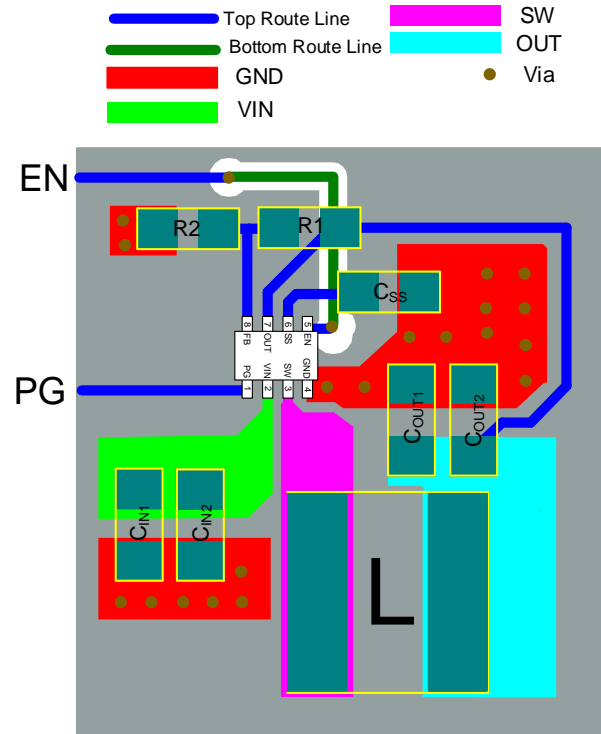 Top Route Line
SW
Bottom Route Line
OUT
GND
Via
VIN
EN
R2
R1
CSS
8 7 6 5
FB OUT SS EN
PG VIN SW GND
1 2 3 4
PG
COUT1
COUT2
CIN1
CIN2
L